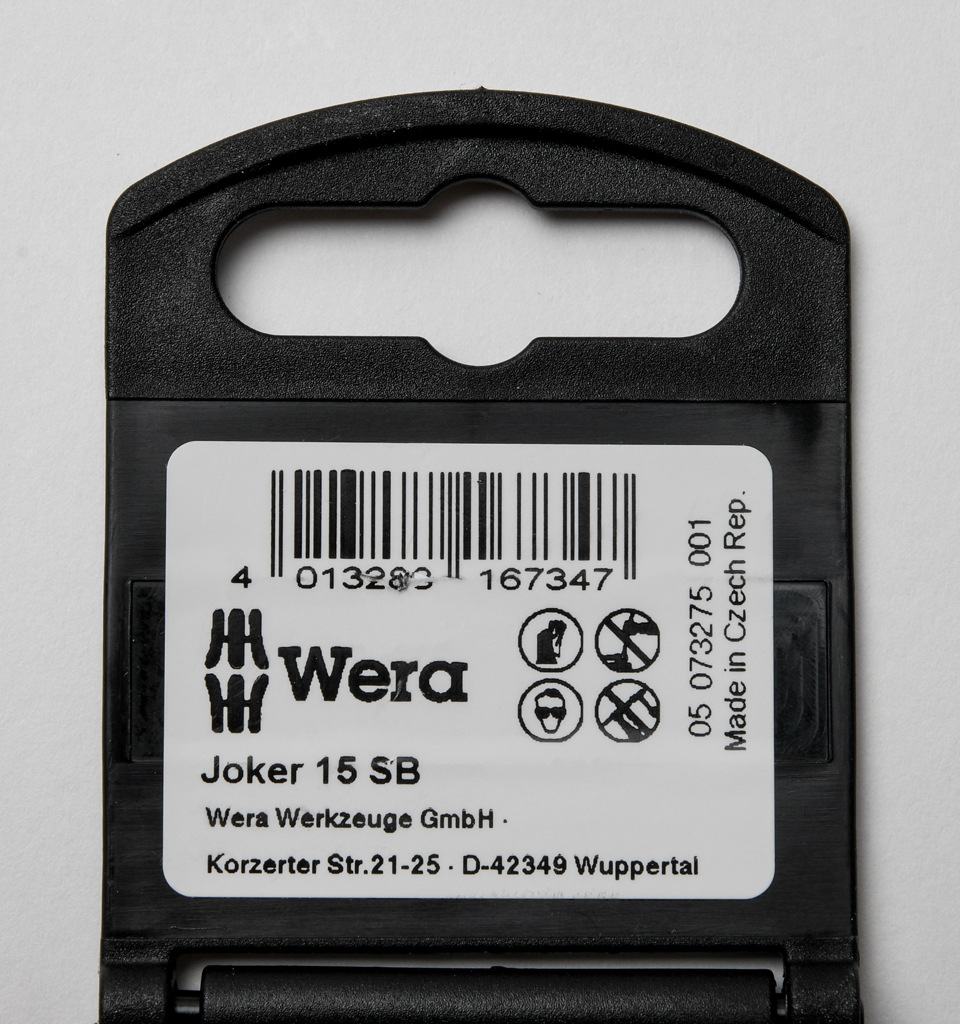 4 013288 167347
Wera
Joker 15 SB
Wera Werkzeuge GmbH ·
Korzerter Str.21-25 · D-42349 Wuppertal
05 073275 001
Made in Czech Rep.